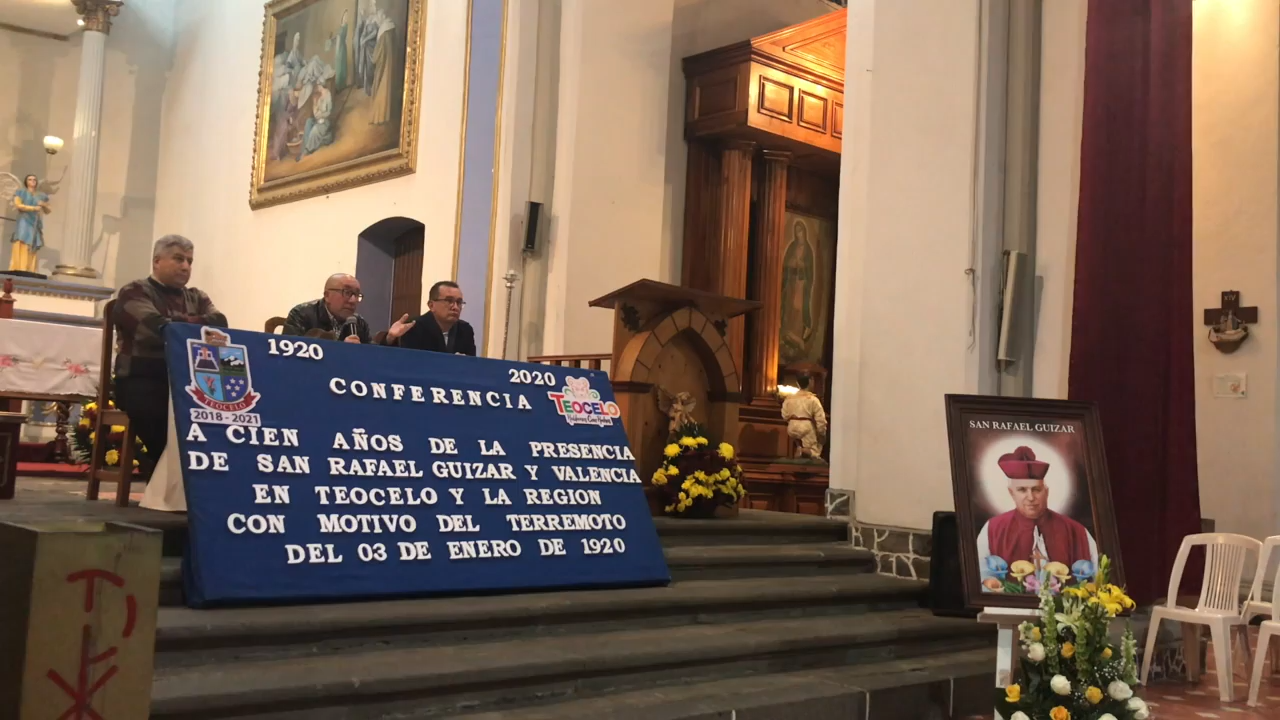 1920
2020
CONFERENCIA
TEOCELO
2018 - 2021
TEOCELO
A CIEN AÑOS DE LA PRESENCIA
DE SAN RAFAEL GUIZAR Y VALENCIA
EN TEOCELO Y LA REGION
CON MOTIVO DEL TERREMOTO
DEL 03 DE ENERO DE 1920
SAN RAFAEL GUIZAR
XIV